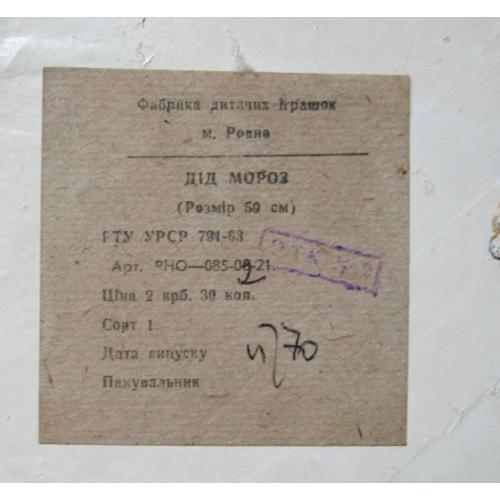 Фабрика дитячих іграшок
м. Ровно
ДІД МОРОЗ
(Розмір 50 см)
РТУ УРСР 791-63
Арт. РНО—085-0-21.
Ціна 2 крб. 30 коп.
Сорт 1
Дата випуску
Пакувальник